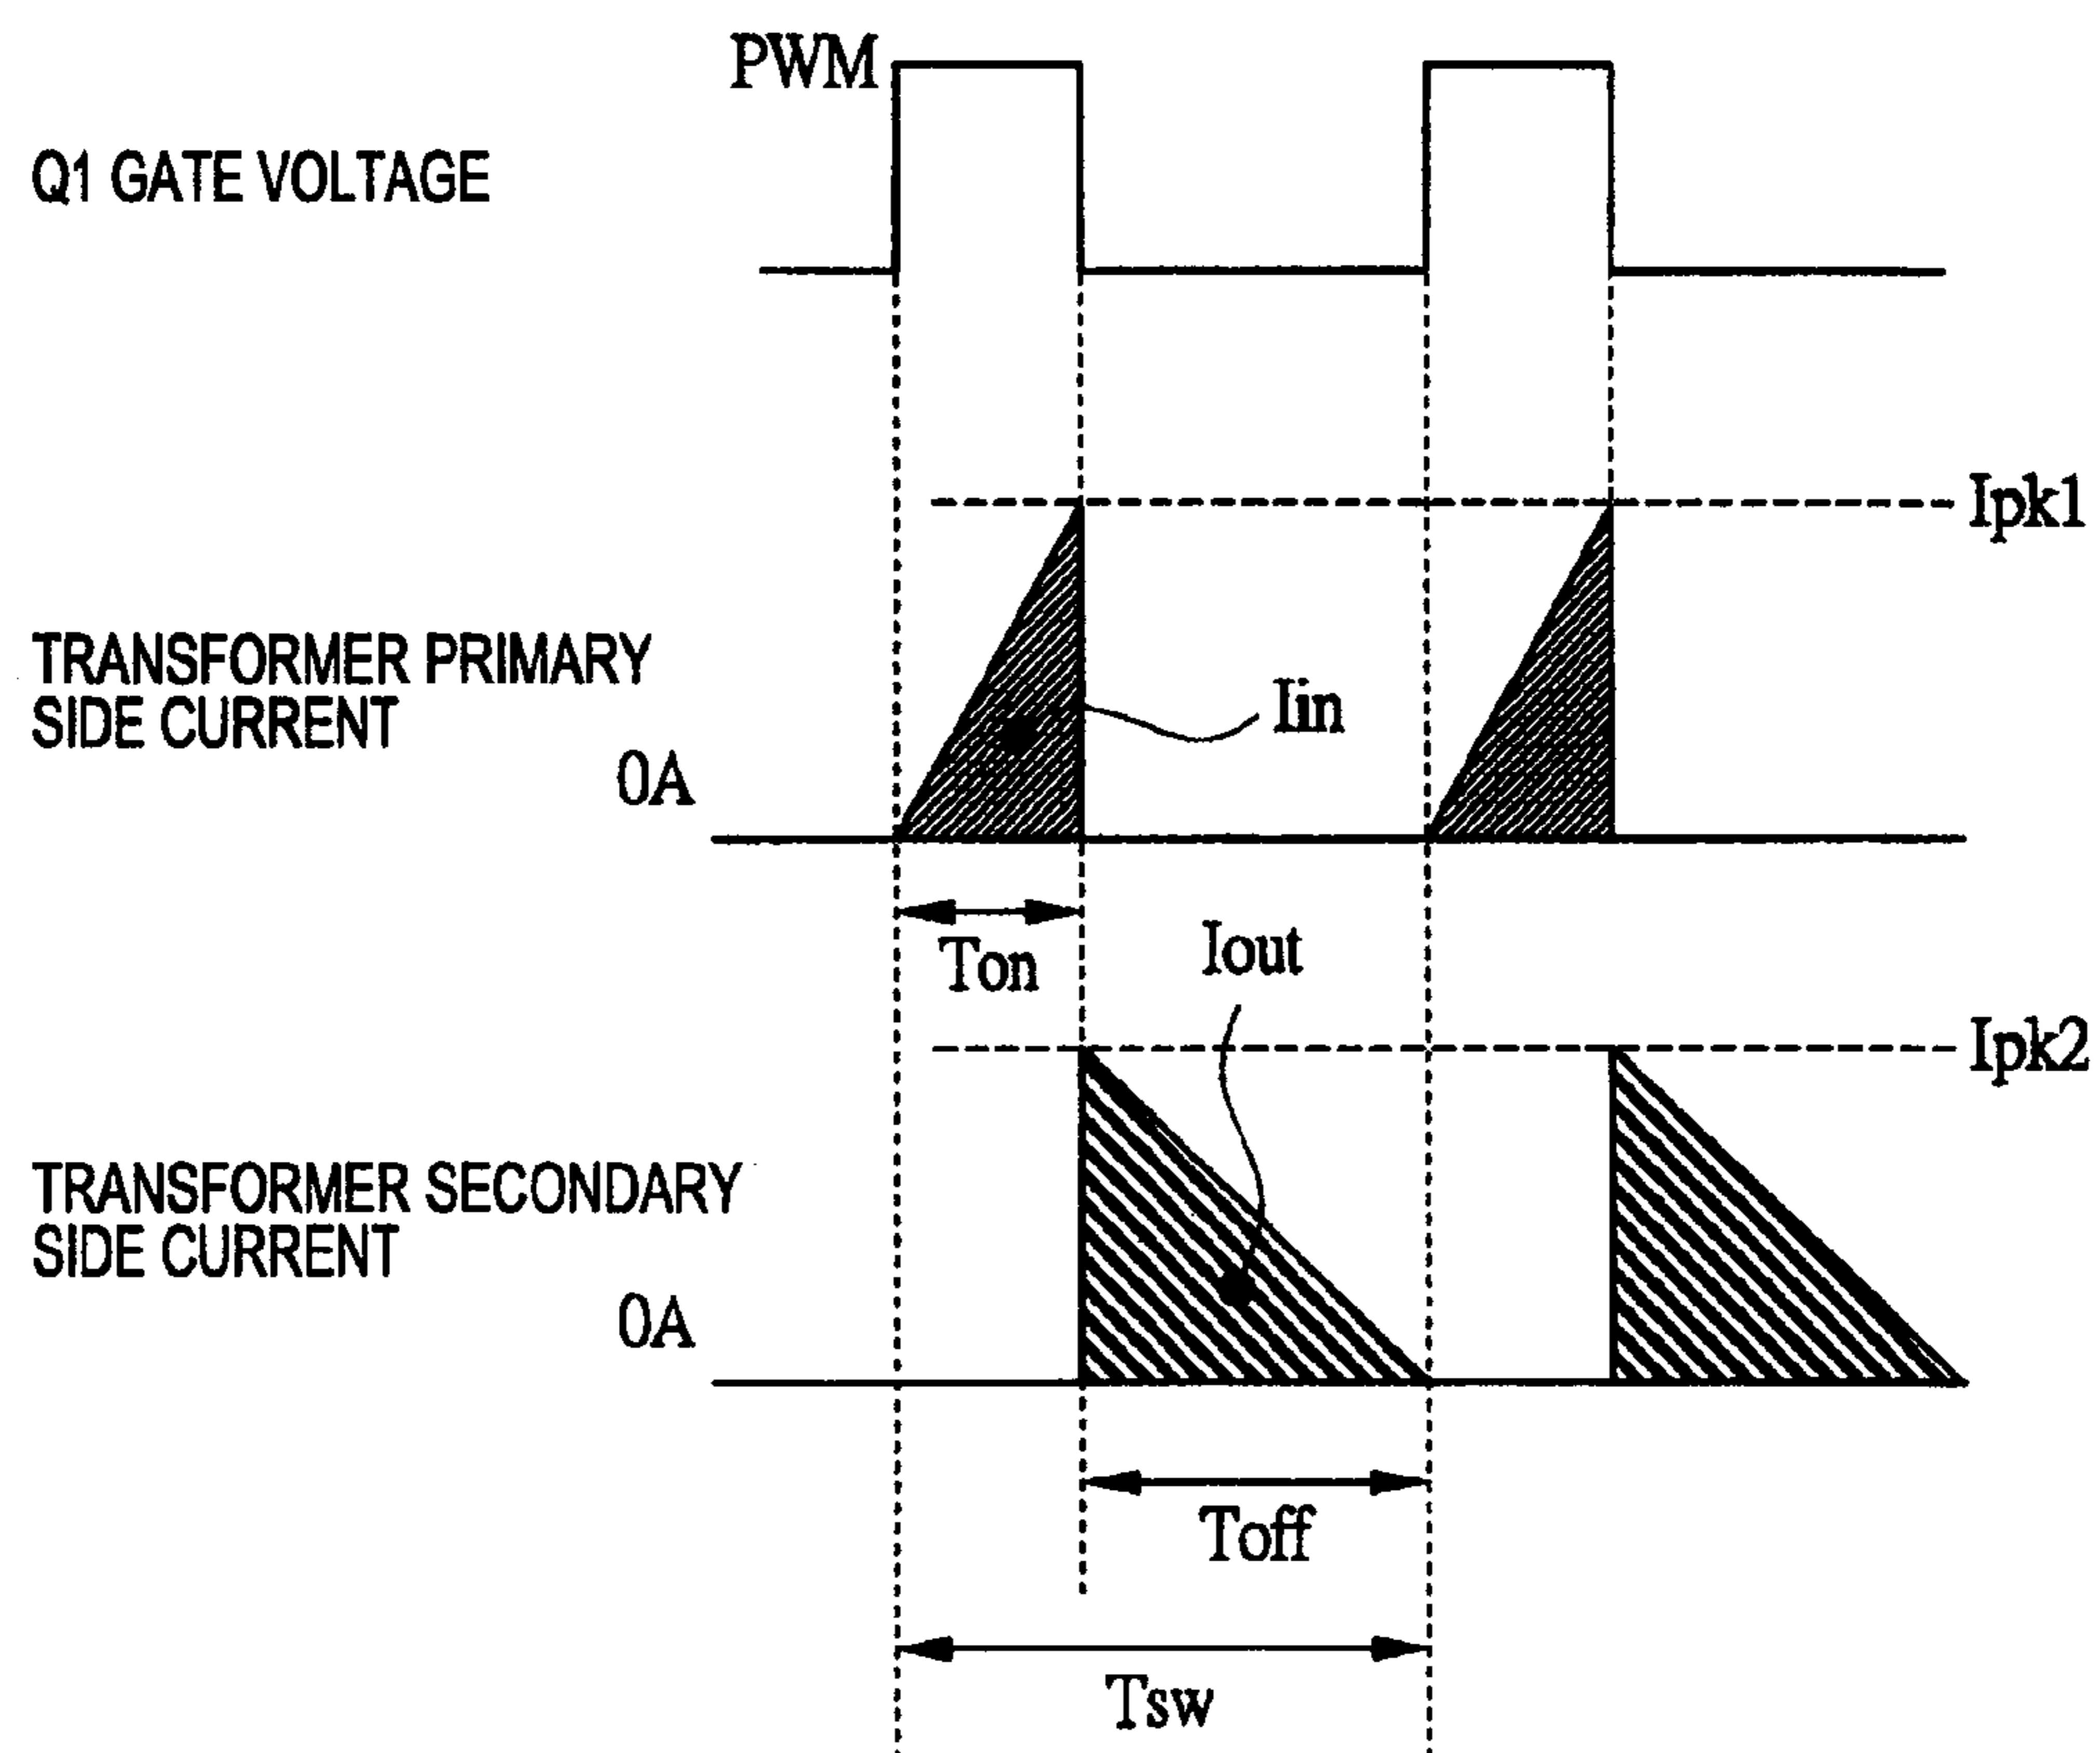 PWM
Q1 GATE VOLTAGE
Ipk1
TRANSFORMER PRIMARY
SIDE CURRENT
Iin
0A
Ton
Iout
Ipk2
TRANSFORMER SECONDARY
SIDE CURRENT
0A
Toff
Tsw